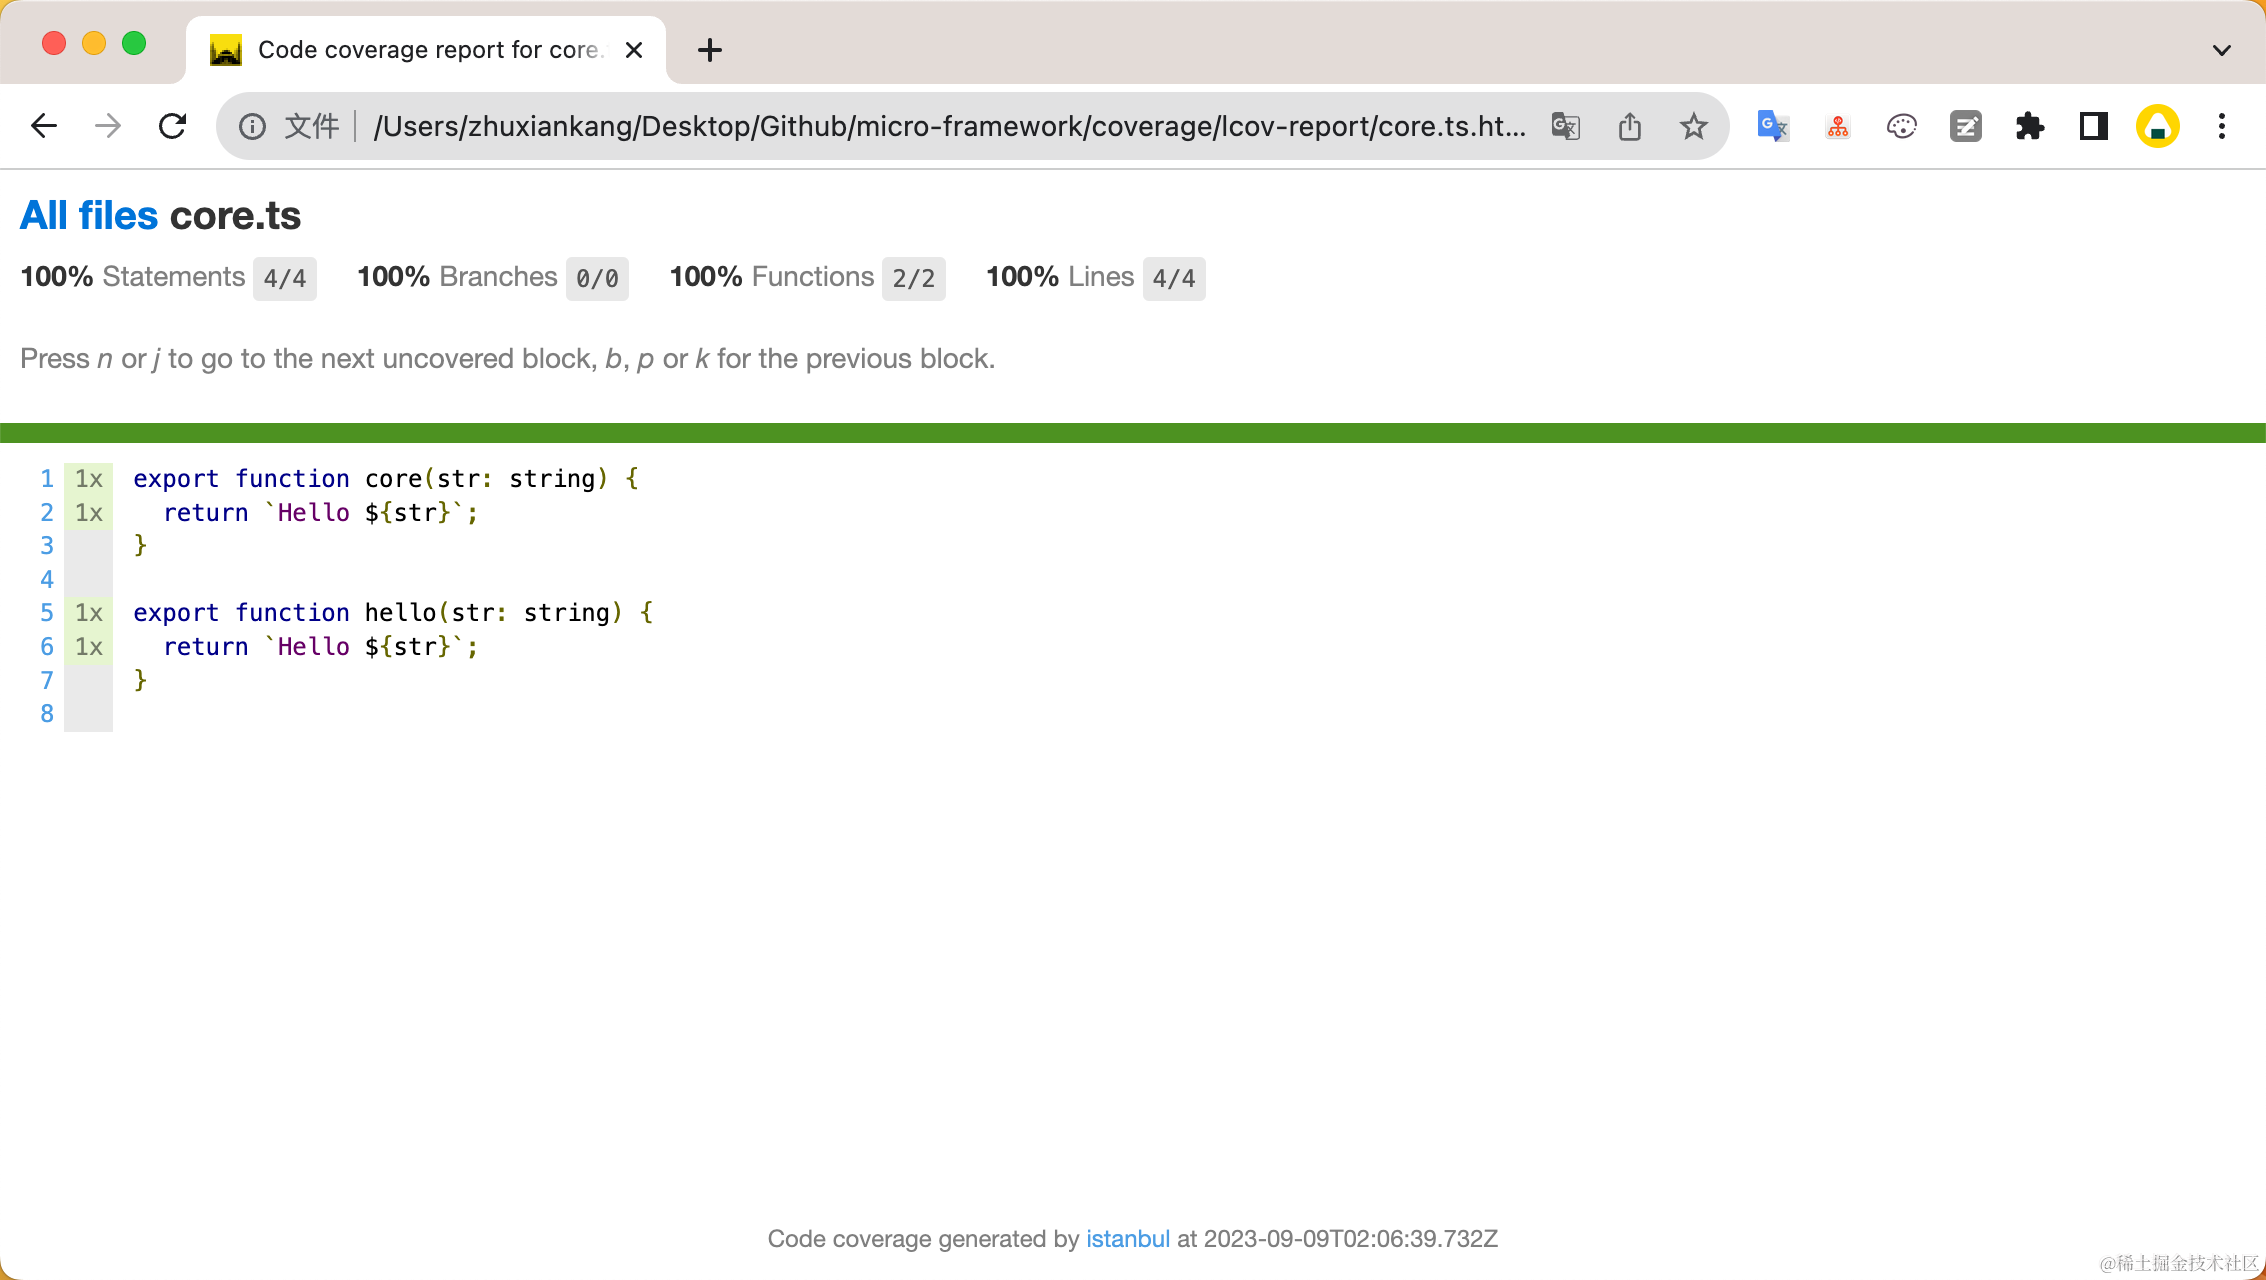 Code coverage report for core.
文件 /Users/zhuxiankang/Desktop/Github/micro-framework/coverage/lcov-report/core.ts.ht...
All files core.ts
100% Statements 4/4 100% Branches 0/0 100% Functions 2/2 100% Lines 4/4
Press n or j to go to the next uncovered block, b, p or k for the previous block.
1 1x export function core(str: string) {
2 1x   return `Hello ${str}`;
3 }
4
5 1x export function hello(str: string) {
6 1x   return `Hello ${str}`;
7 }
8
Code coverage generated by istanbul at 2023-09-09T02:06:39.732Z
@稀土掘金技术社区